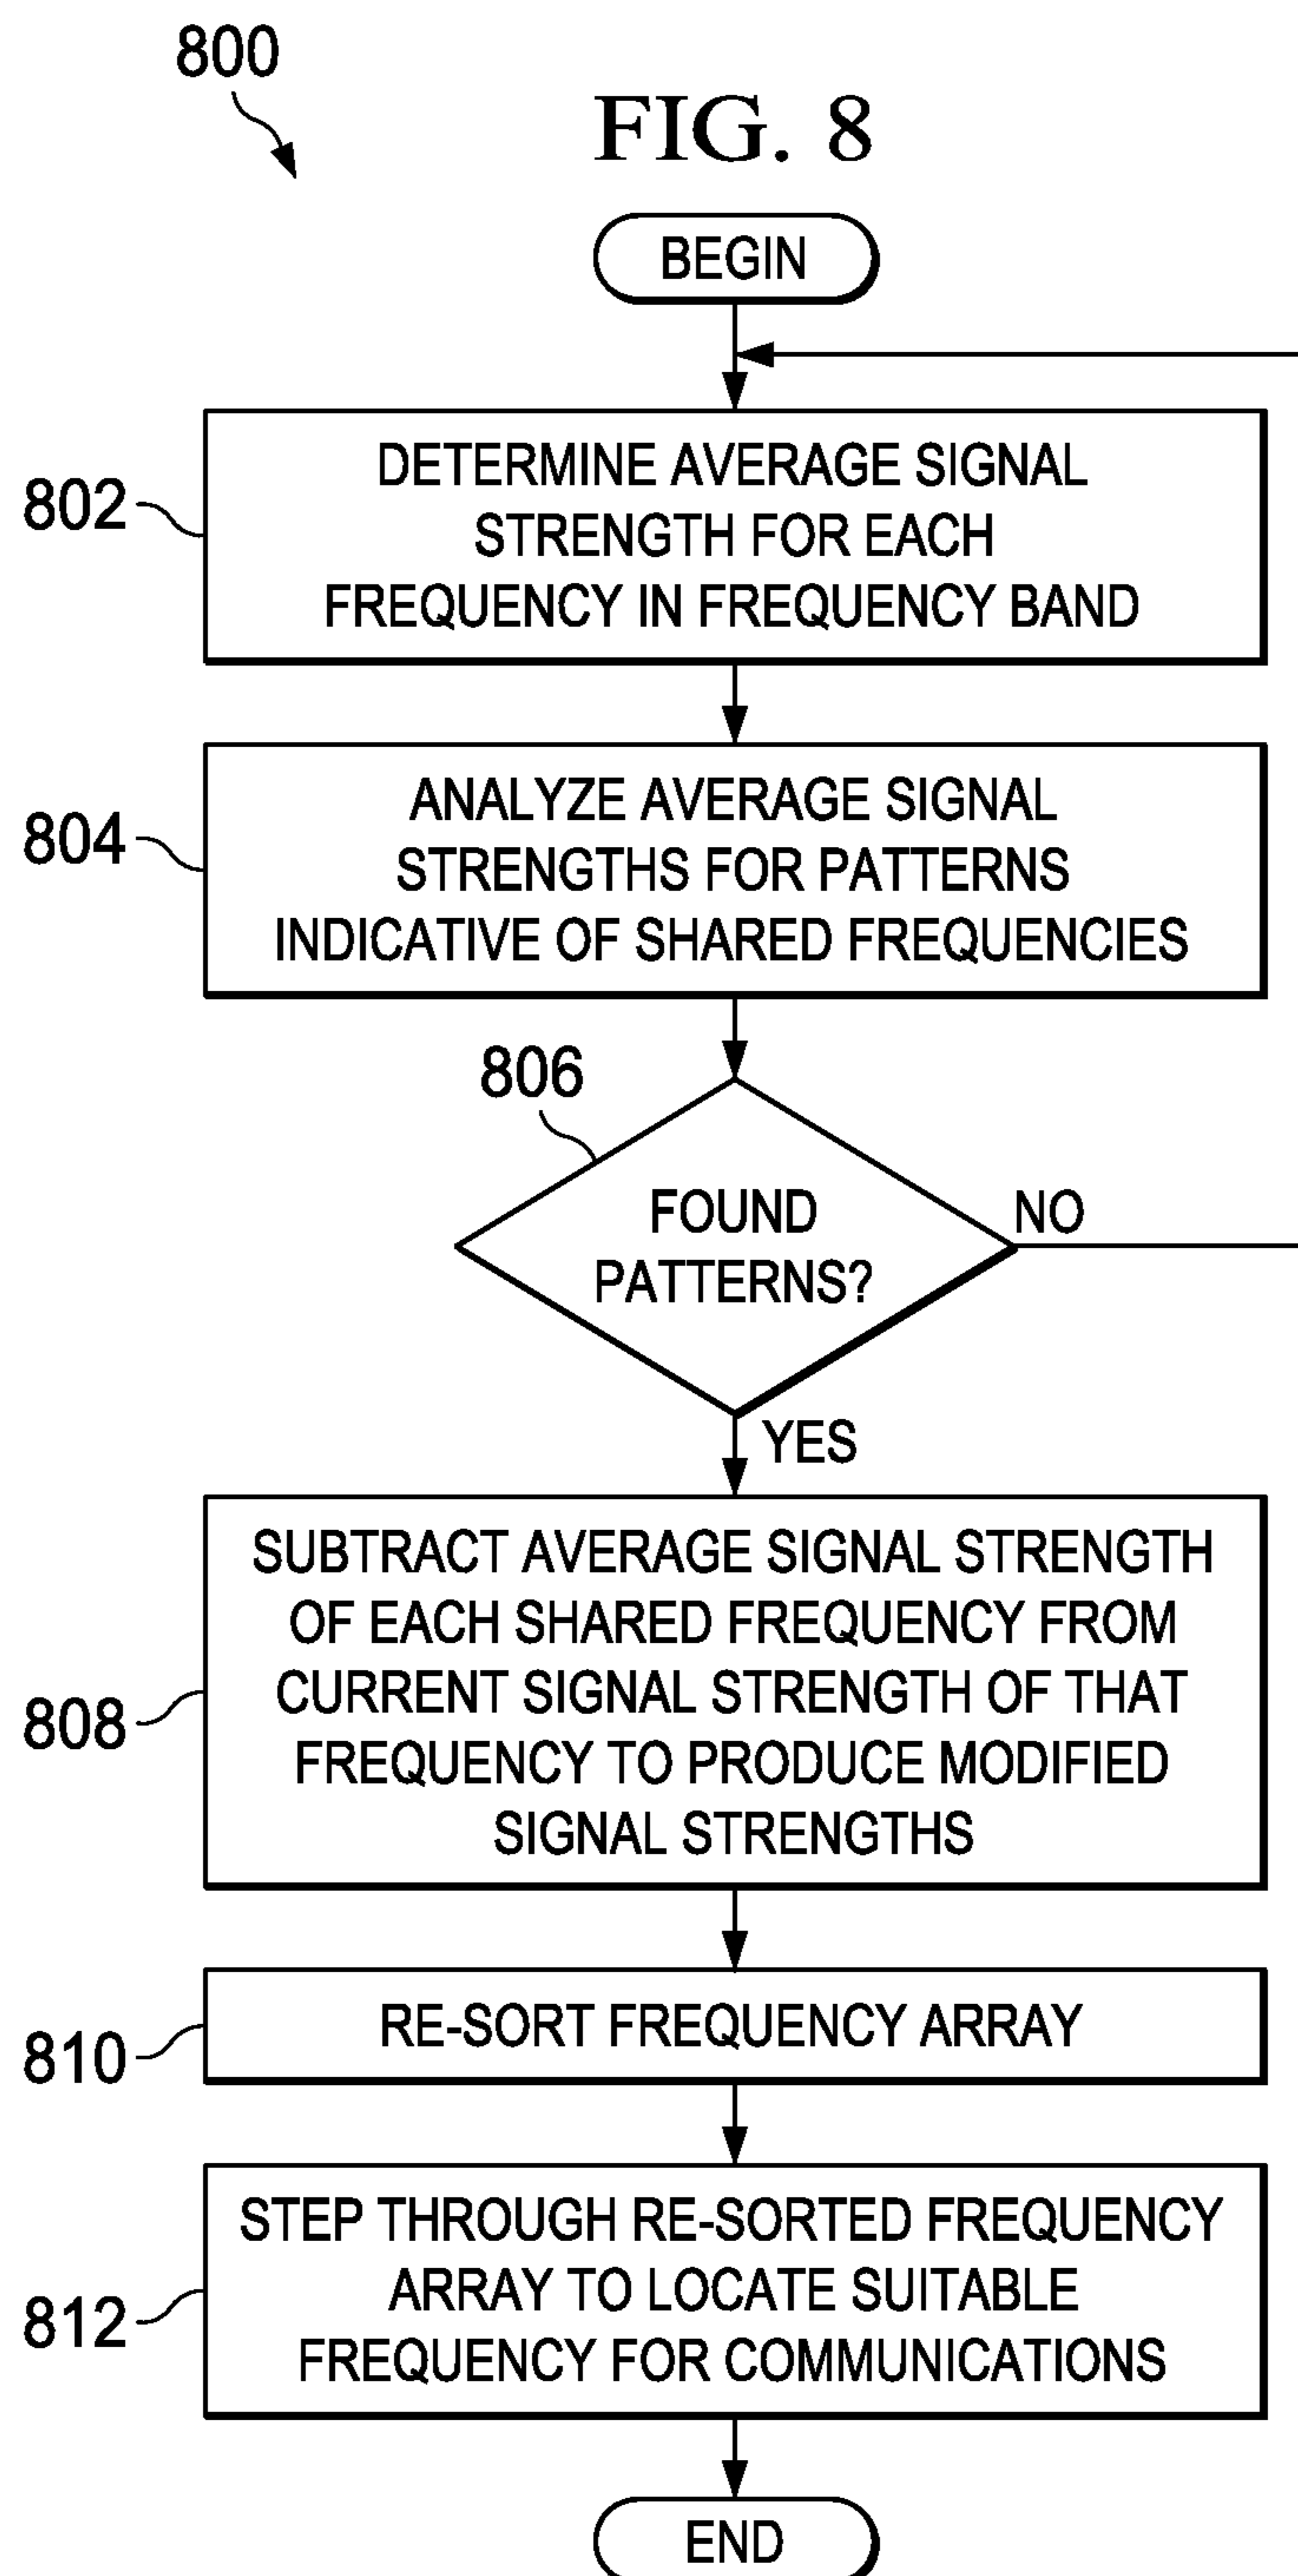 800
FIG. 8
BEGIN
802
DETERMINE AVERAGE SIGNAL
STRENGTH FOR EACH
FREQUENCY IN FREQUENCY BAND
804
ANALYZE AVERAGE SIGNAL
STRENGTHS FOR PATTERNS
INDICATIVE OF SHARED FREQUENCIES
806
FOUND
PATTERNS?
NO
YES
808
SUBTRACT AVERAGE SIGNAL STRENGTH
OF EACH SHARED FREQUENCY FROM
CURRENT SIGNAL STRENGTH OF THAT
FREQUENCY TO PRODUCE MODIFIED
SIGNAL STRENGTHS
810
RE-SORT FREQUENCY ARRAY
812
STEP THROUGH RE-SORTED FREQUENCY
ARRAY TO LOCATE SUITABLE
FREQUENCY FOR COMMUNICATIONS
END